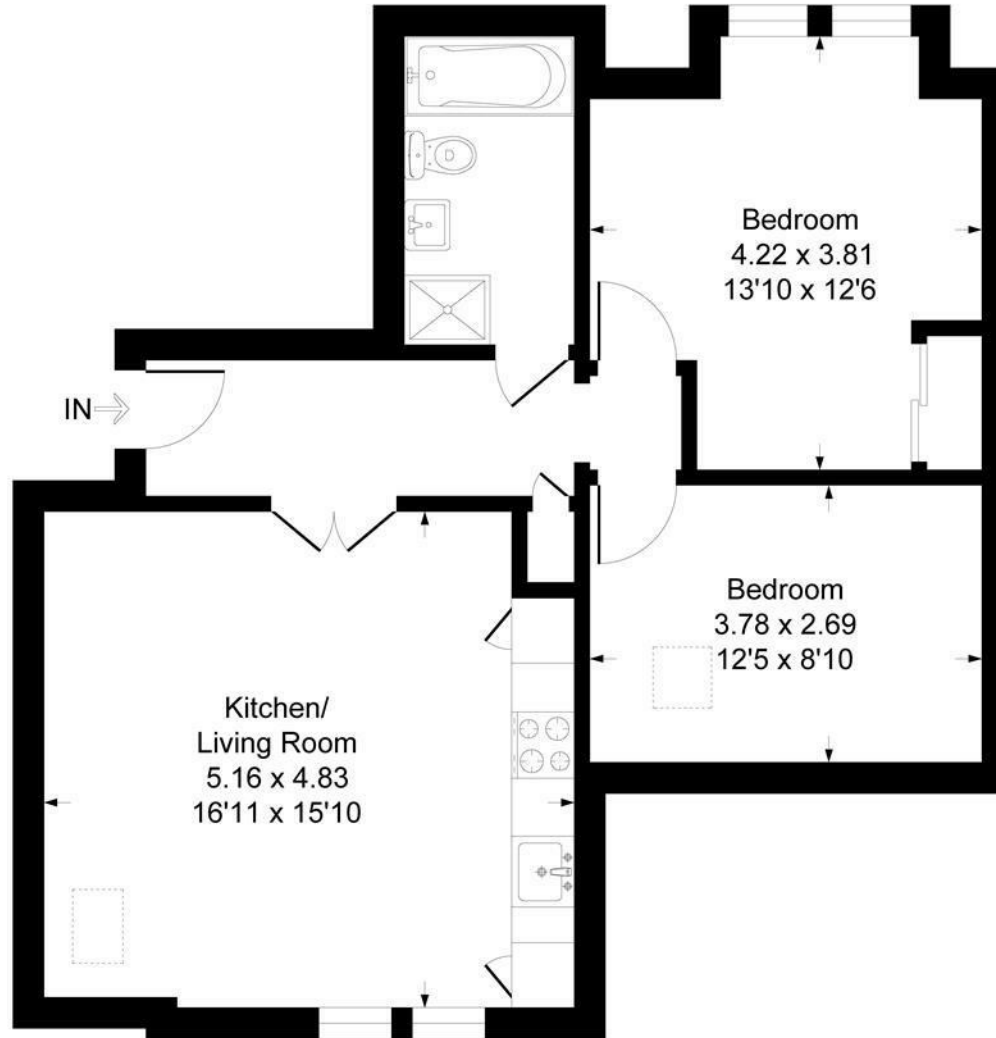 Bedroom
4.22 x 3.81
13'10 x 12'6
IN
Bedroom
3.78 x 2.69
12'5 x 8'10
Kitchen/
Living Room
5.16 x 4.83
16'11 x 15'10